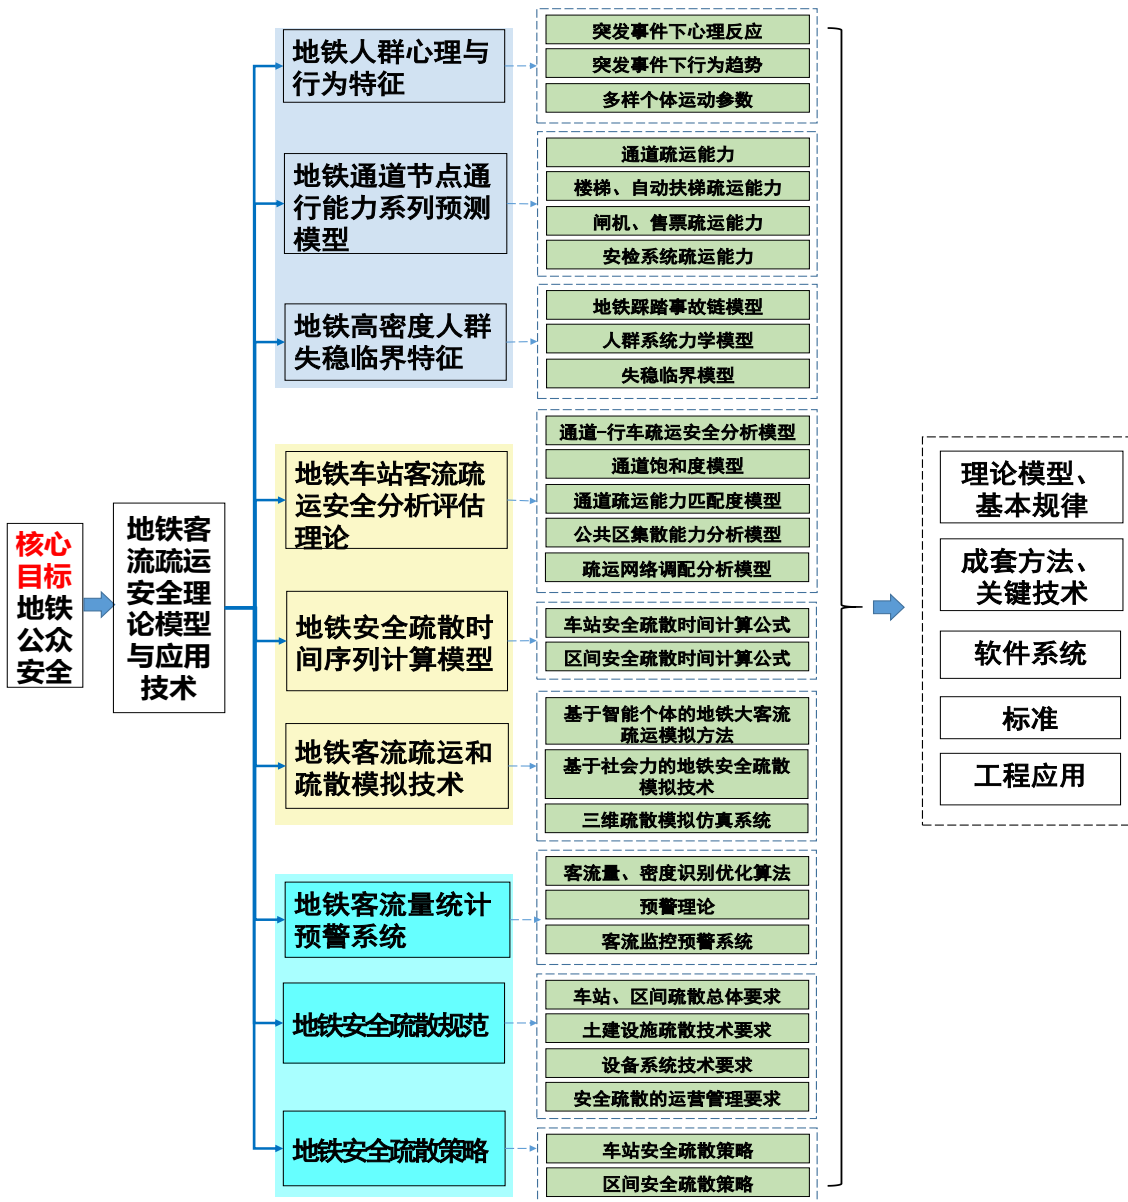 核心
目标
地铁
公众
安全
地铁客
流疏运
安全理
论模型
与应用
技术
地铁人群心理与
行为特征
突发事件下心理反应
突发事件下行为趋势
多样个体运动参数
地铁通道节点通
行能力系列预测
模型
通道疏运能力
楼梯、自动扶梯疏运能力
闸机、售票疏运能力
安检系统疏运能力
地铁高密度人群
失稳临界特征
地铁踩踏事故链模型
人群系统力学模型
失稳临界模型
地铁车站客流疏
运安全分析评估
理论
通道-行车疏运安全分析模型
通道饱和度模型
通道疏运能力匹配度模型
公共区集散能力分析模型
疏运网络调配分析模型
地铁安全疏散时
间序列计算模型
车站安全疏散时间计算公式
区间安全疏散时间计算公式
地铁客流疏运和
疏散模拟技术
基于智能个体的地铁大客流
疏运模拟方法
基于社会力的地铁安全疏散
模拟技术
三维疏散模拟仿真系统
地铁客流量统计
预警系统
客流量、密度识别优化算法
预警理论
客流监控预警系统
地铁安全疏散规范
车站、区间疏散总体要求
土建设施疏散技术要求
设备系统技术要求
安全疏散的运营管理要求
地铁安全疏散策略
车站安全疏散策略
区间安全疏散策略
理论模型、
基本规律
成套方法、
关键技术
软件系统
标准
工程应用